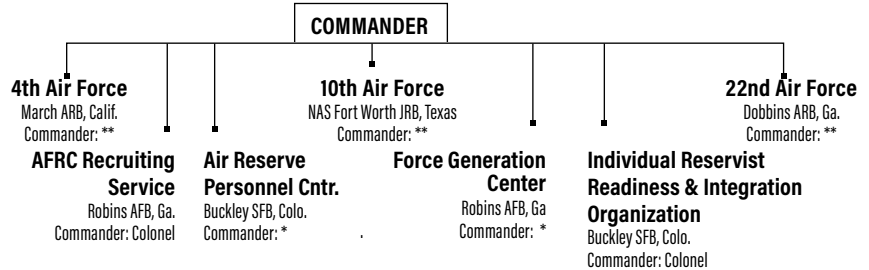 COMMANDER
4th Air Force
March ARB, Calif.
Commander: **
10th Air Force
NAS Fort Worth JRB, Texas
Commander: **
22nd Air Force
Dobbins ARB, Ga.
Commander: **
AFRC Recruiting
Service
Robins AFB, Ga.
Commander: Colonel
Air Reserve
Personnel Cntr.
Buckley SFB, Colo.
Commander: *
.
Force Generation
Center
Robins AFB, Ga
Commander: *
Individual Reservist
Readiness & Integration
Organization
Buckley SFB, Colo.
Commander: Colonel